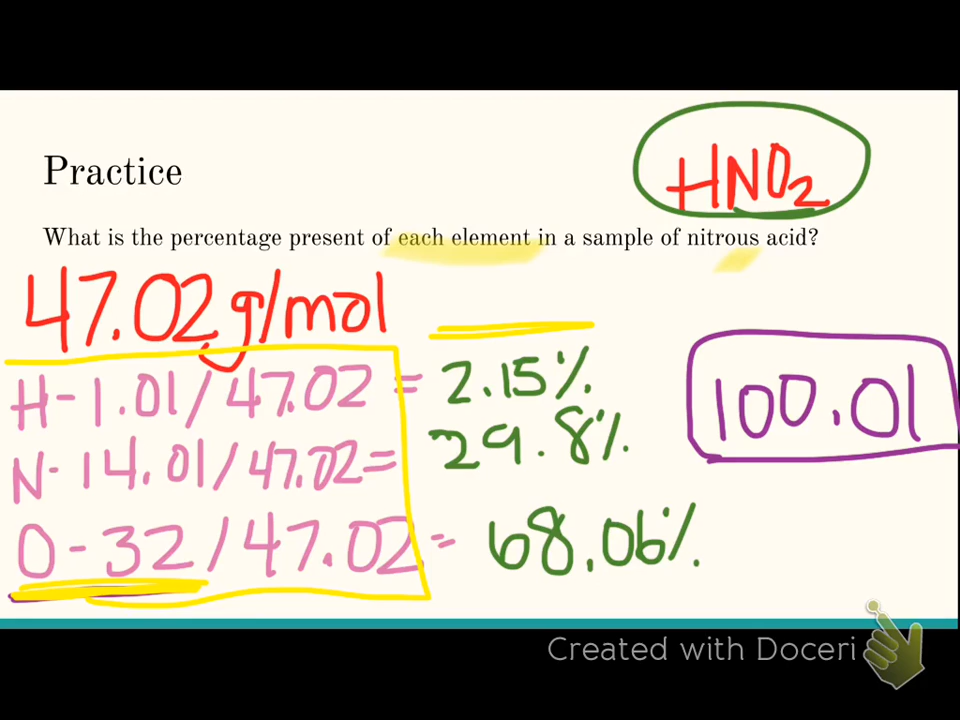 HNO2
Practice
What is the percentage present of each element in a sample of nitrous acid?
47.02g/mol
H-1.01/47.02 = 2.15%
N-14.01/47.02= 29.8%
O-32/47.02= 68.06%
100.01
Created with Doceri